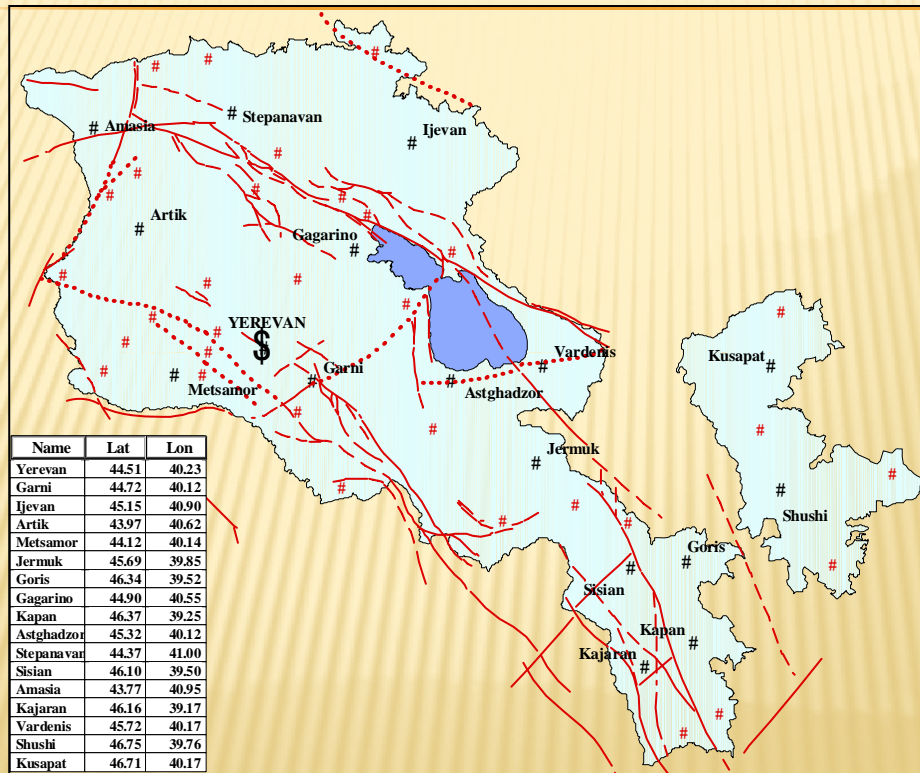 Stepanavan
Amasia
Ijevan
Artik
Gagarino
YEREVAN
$
Vardenis
Kusapat
Garni
Metsamor
Astghadzor
Jermuk
Shushi
Goris
Sisian
Kapan
Kajaran
Name Lat Lon
Yerevan 44.51 40.23
Garni 44.72 40.12
Ijevan 45.15 40.90
Artik 43.97 40.62
Metsamor 44.12 40.14
Jermuk 45.69 39.85
Goris 46.34 39.52
Gagarino 44.90 40.55
Kapan 46.37 39.25
Astghadzor 45.32 40.12
Stepanavan 44.37 41.00
Sisian 46.10 39.50
Amasia 43.77 40.95
Kajaran 46.16 39.17
Vardenis 45.72 40.17
Shushi 46.75 39.76
Kusapat 46.71 40.17